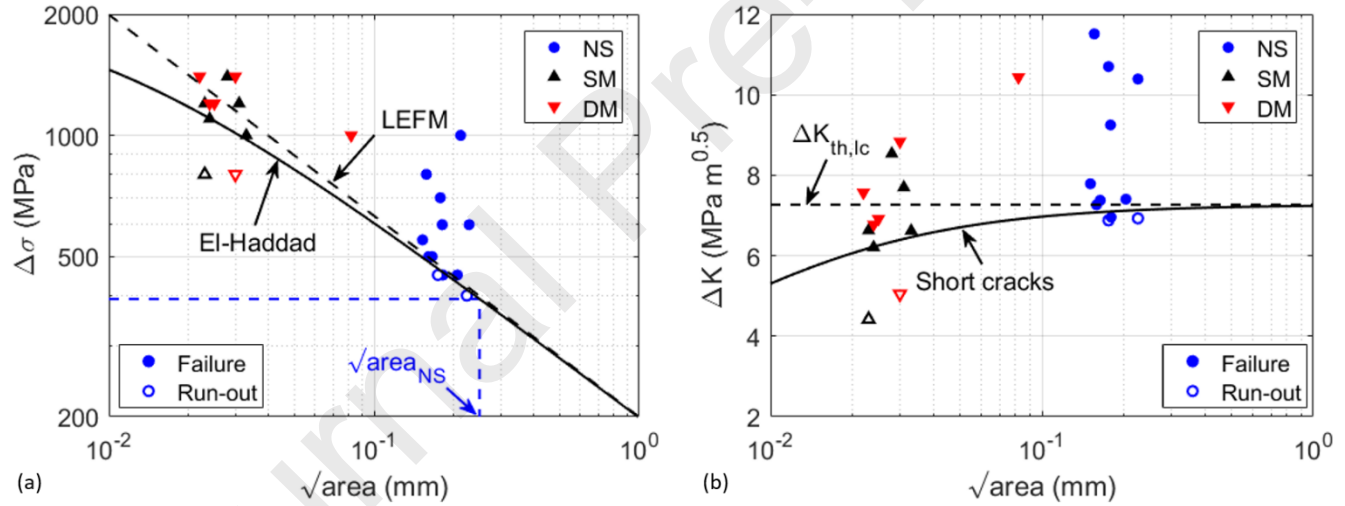 2000
1000
500
200
Δσ (MPa)
NS
SM
DM
LEFM
El-Haddad
Failure
Run-out
√area_NS
10^-2
10^-1
10^0
√area (mm)
(a)
12
10
8
6
4
2
ΔK (MPa m^0.5)
NS
SM
DM
ΔK_th,lc
Short cracks
Failure
Run-out
10^-2
10^-1
10^0
√area (mm)
(b)
rnal Pre